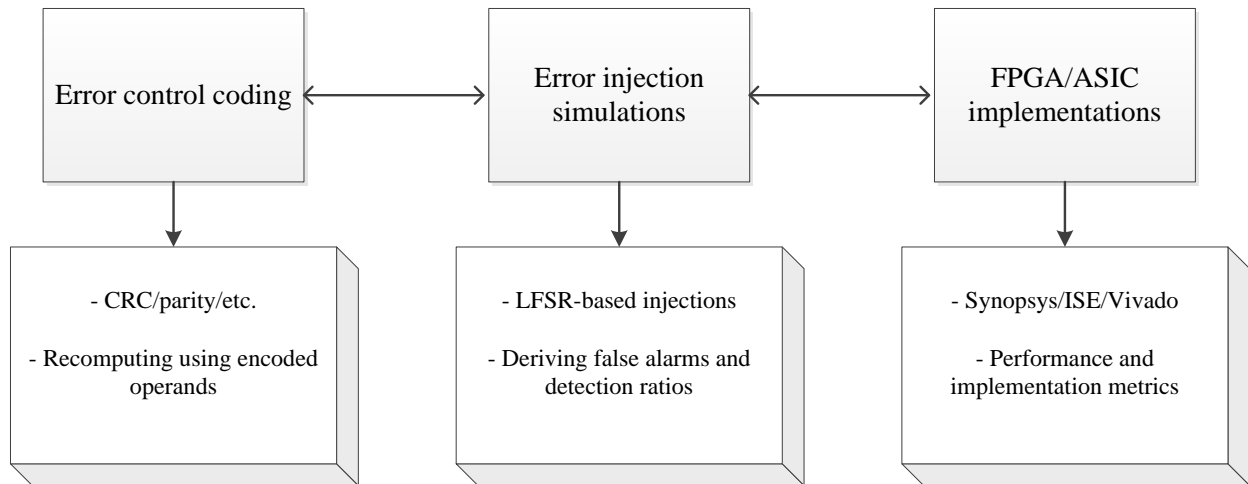 Error control coding
Error injection
simulations
FPGA/ASIC
implementations
- CRC/parity/etc.
- Recomputing using encoded
operands
- LFSR-based injections
- Deriving false alarms and
detection ratios
- Synopsys/ISE/Vivado
- Performance and
implementation metrics